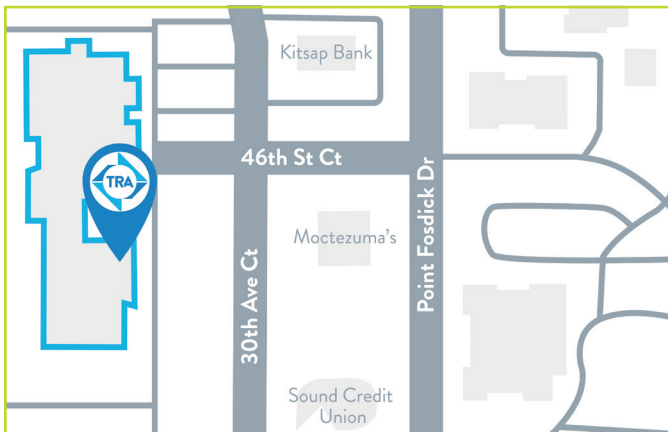 Kitsap Bank
46th St Ct
TRA
Moctezuma's
Point Fosdick Dr
30th Ave Ct
Sound Credit
Union